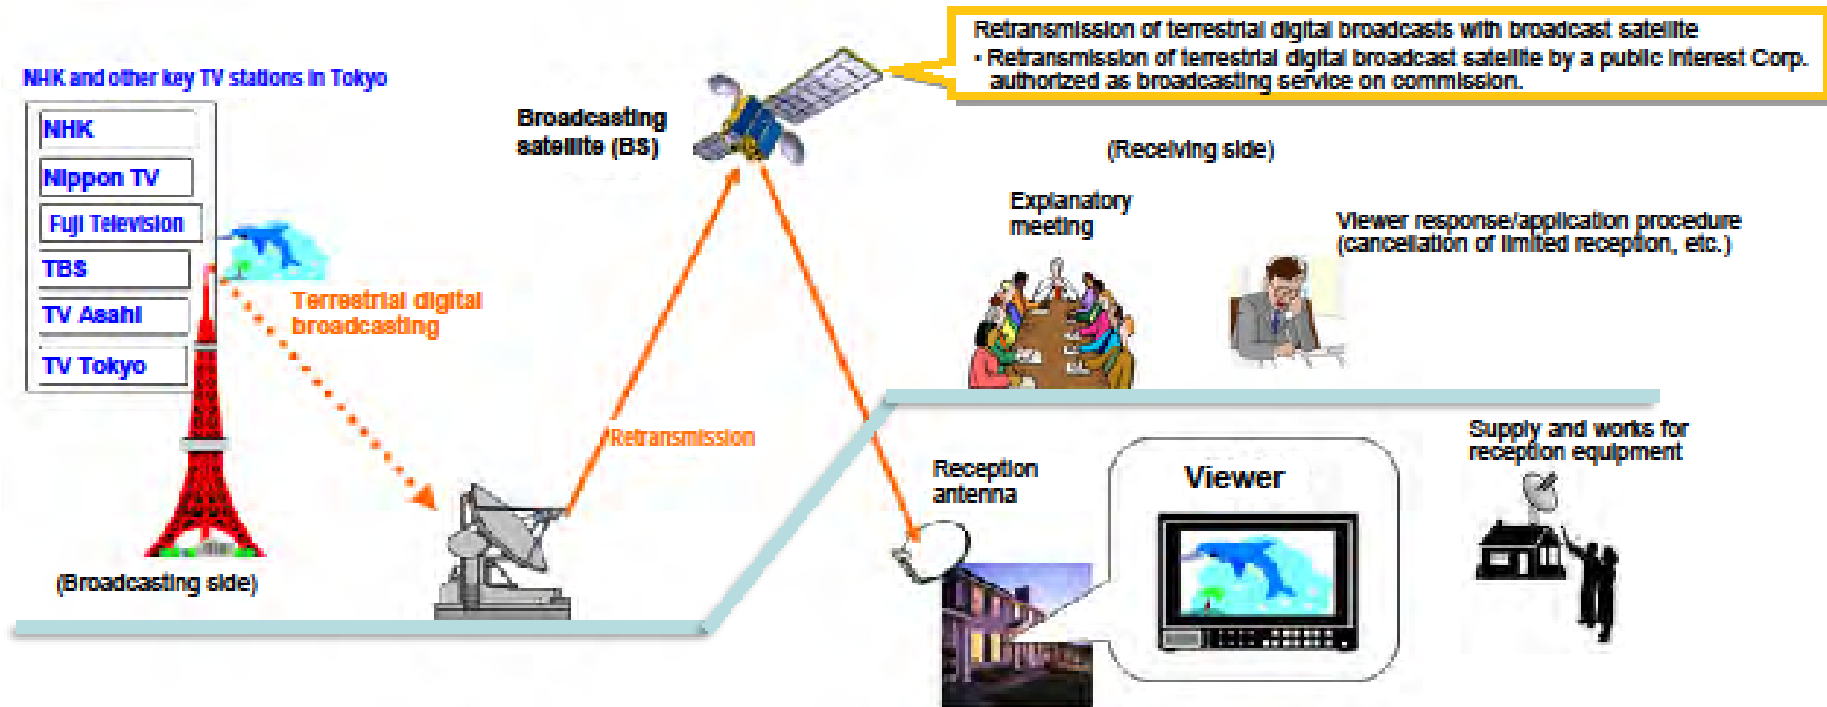 Retransmission of terrestrial digital broadcasts with broadcast satellite
• Retransmission of terrestrial digital broadcast satellite by a public interest Corp.
authorized as broadcasting service on commission.
NHK and other key TV stations in Tokyo
NHK
Nippon TV
Fuji Television
TBS
TV Asahi
TV Tokyo
Broadcasting
satellite (BS)
(Receiving side)
Explanatory
meeting
Viewer response/application procedure
(cancellation of limited reception, etc.)
Terrestrial digital
broadcasting
Retransmission
Reception
antenna
Viewer
Supply and works for
reception equipment
(Broadcasting side)